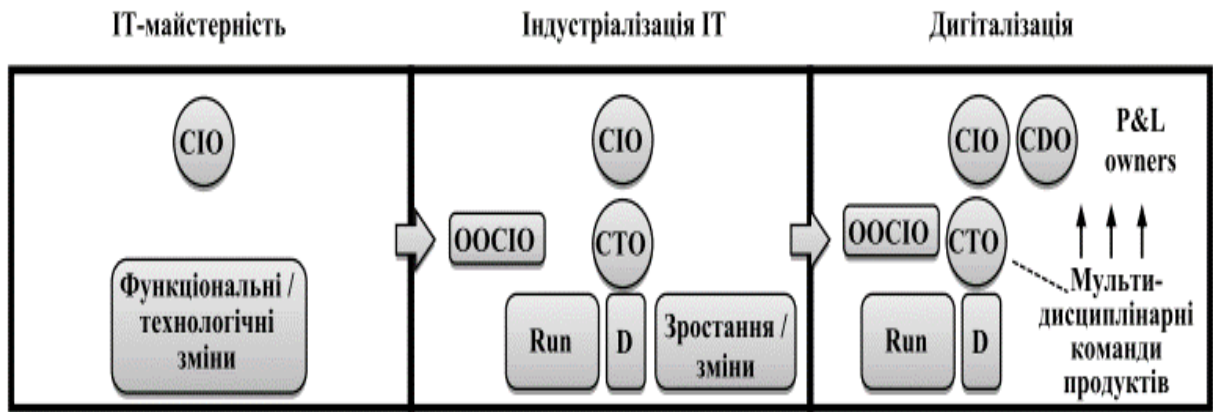 ІТ-майстерність
Індустріалізація ІТ
Дигіталізація
CIO
Функціональні /
технологічні
зміни
CIO
OOCIO
CTO
Run
D
Зростання /
зміни
CIO
CDO
P&L
owners
OOCIO
CTO
Run
D
Мульти-
дисциплінарні
команди
продуктів